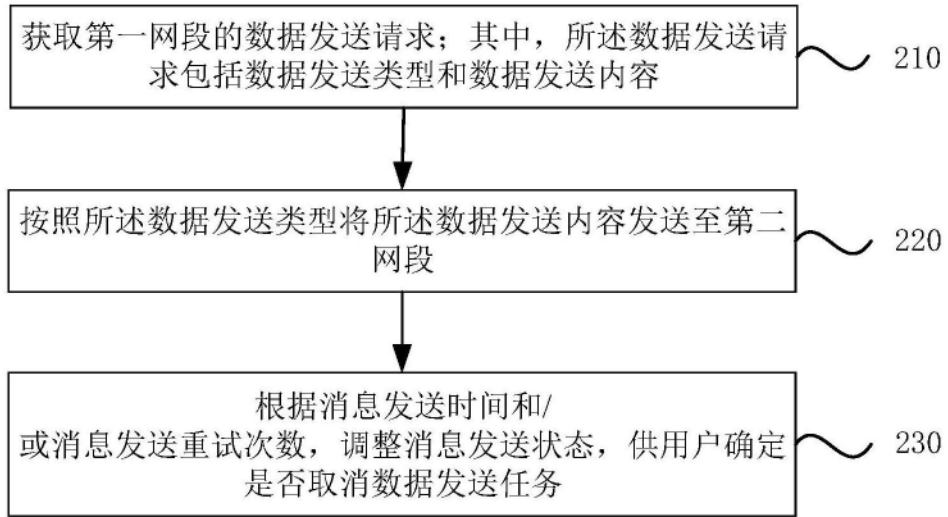 获取第一网段的数据发送请求；其中，所述数据发送请
求包括数据发送类型和数据发送内容
210
按照所述数据发送类型将所述数据发送内容发送至第二
网段
220
根据消息发送时间和/
或消息发送重试次数，调整消息发送状态，供用户确定
是否取消数据发送任务
230